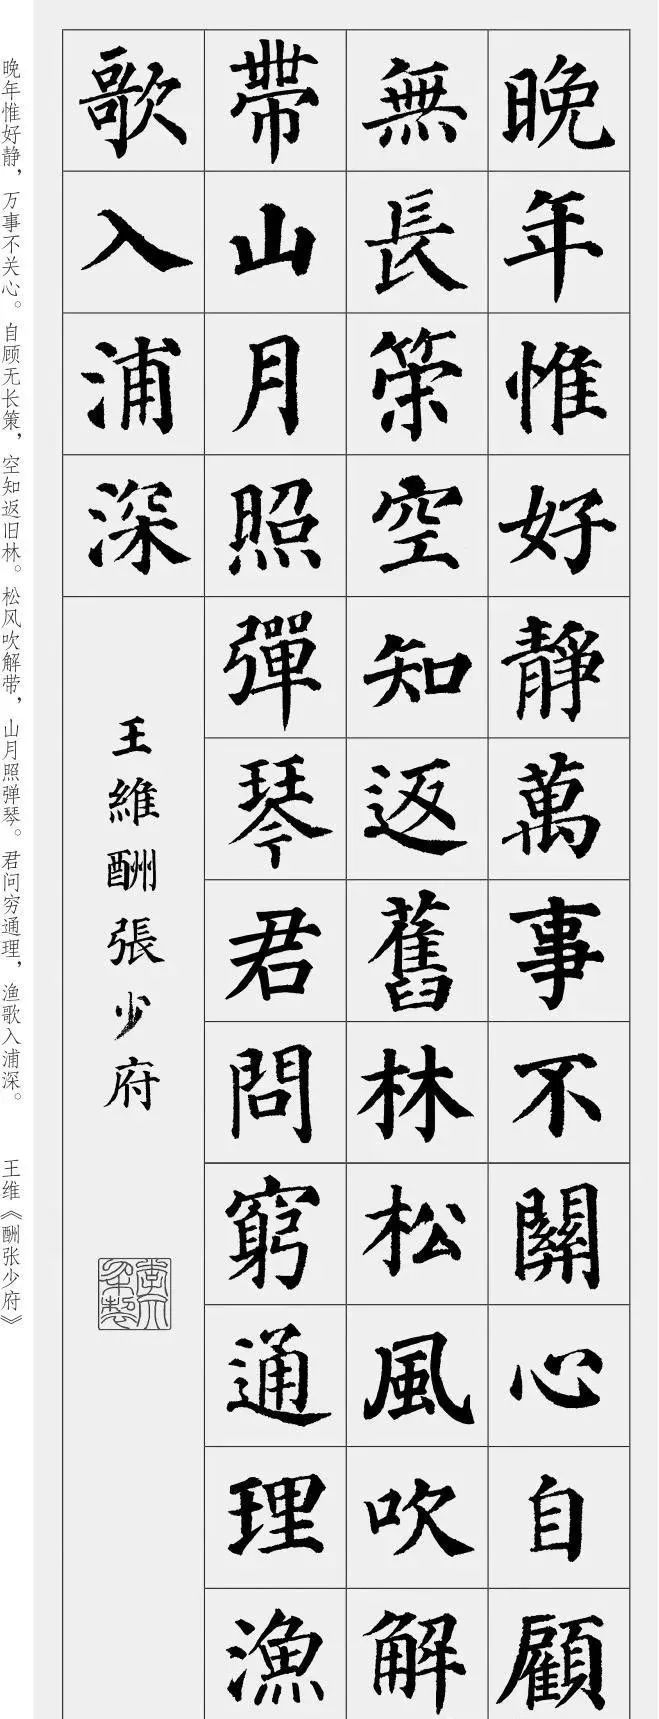 晚年惟好靜萬事不關心自顧
無長策空知返舊林松風吹解
帶山月照彈琴君問窮通理漁
歌入浦深
王維酬張少府
晚年惟好静，万事不关心。自顾无长策，空知返旧林。松风吹解带，山月照弹琴。君问穷通理，渔歌入浦深。 王维《酬张少府》